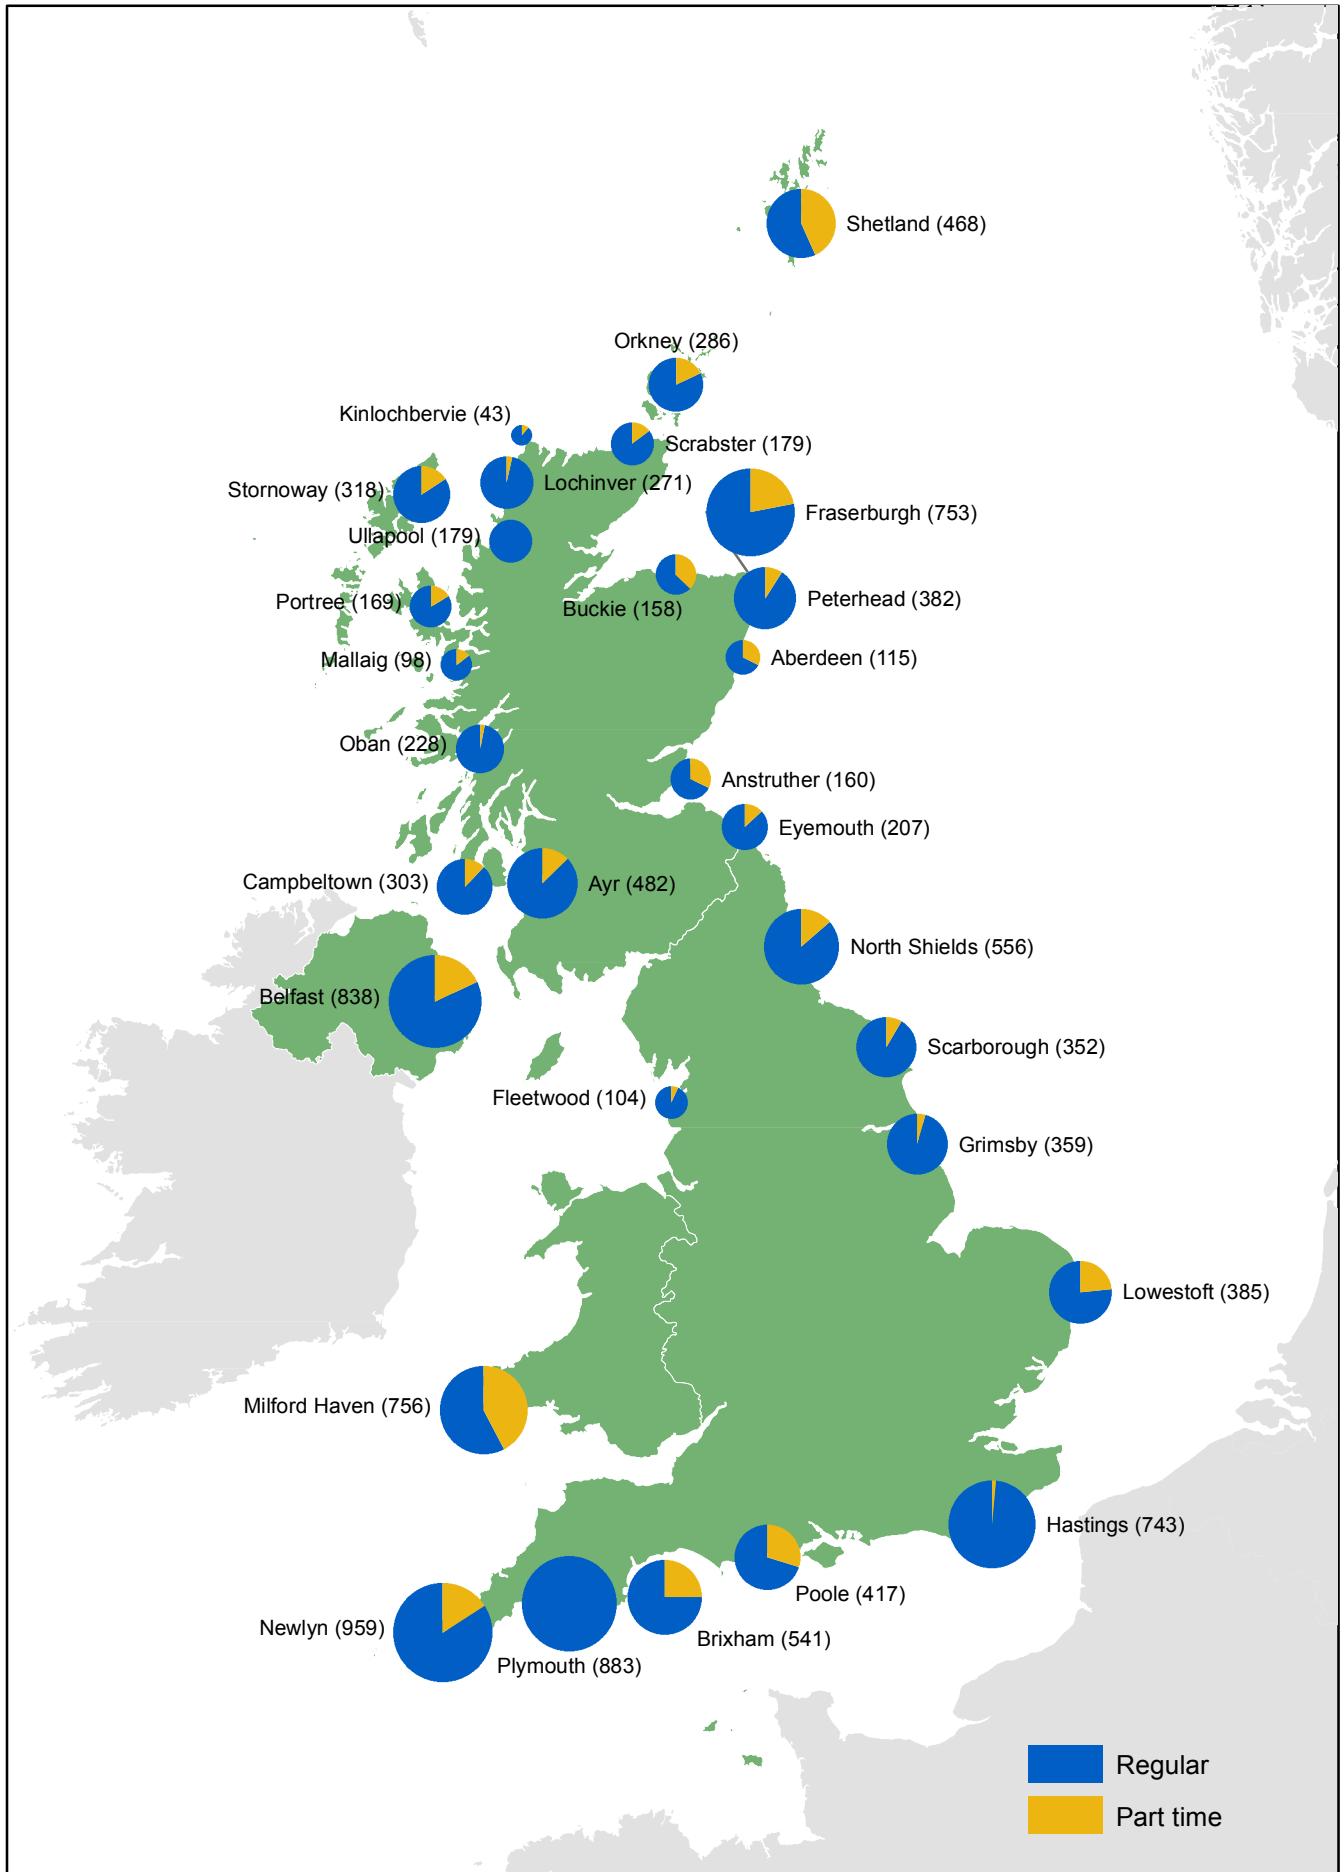 Shetland (468)
Orkney (286)
Kinlochbervie (43)
Scrabster (179)
Lochinver (271)
Stornoway (318)
Fraserburgh (753)
Ullapool (179)
Peterhead (382)
Portree (169)
Buckie (158)
Mallaig (98)
Aberdeen (115)
Oban (228)
Anstruther (160)
Eyemouth (207)
Campbeltown (303)
Ayr (482)
North Shields (556)
Belfast (838)
Scarborough (352)
Fleetwood (104)
Grimsby (359)
Lowestoft (385)
Milford Haven (756)
Hastings (743)
Poole (417)
Newlyn (959)
Brixham (541)
Plymouth (883)
Regular
Part time